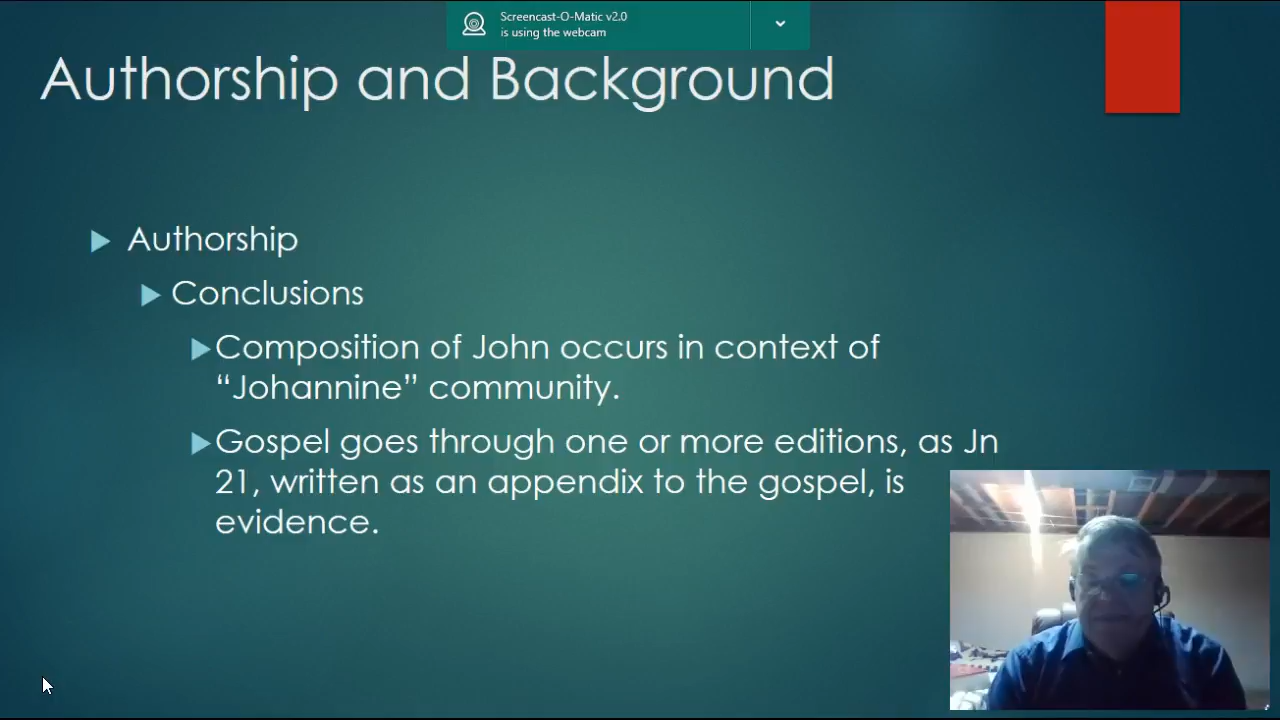 Screencast-O-Matic v2.0
is using the webcam
Authorship and Background
Authorship
Conclusions
Composition of John occurs in context of
“Johannine” community.
Gospel goes through one or more editions, as Jn
21, written as an appendix to the gospel, is
evidence.